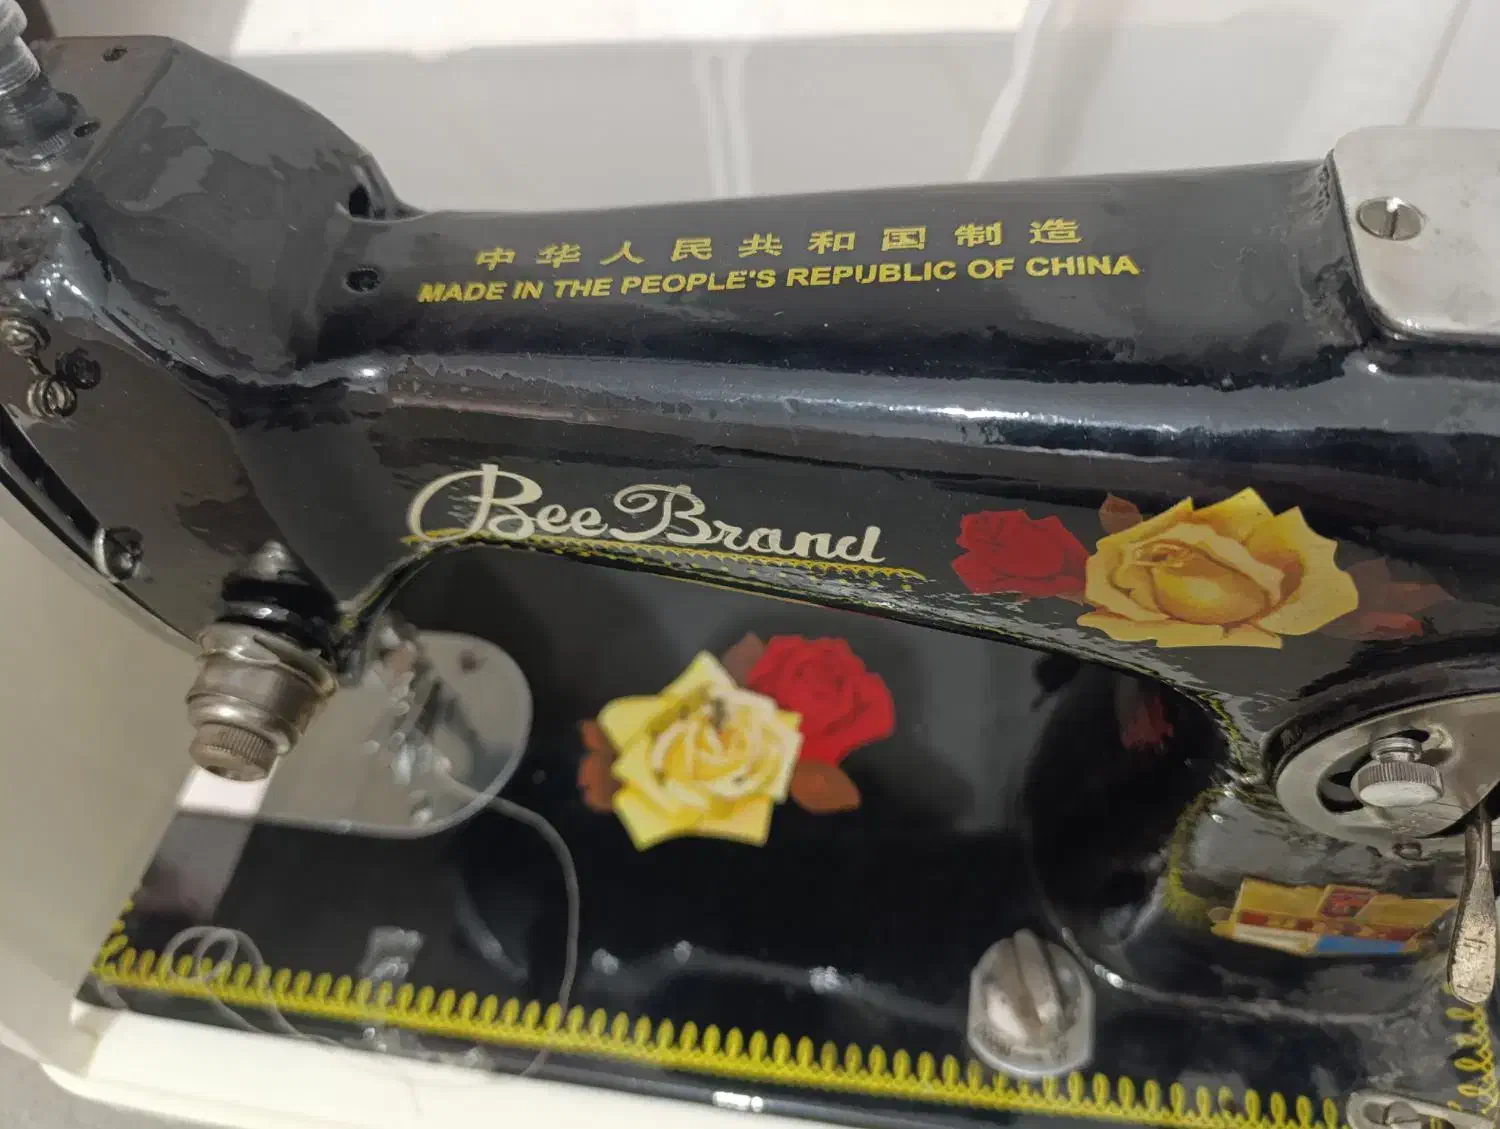 中华人民共和国制造
MADE IN THE PEOPLE'S REPUBLIC OF CHINA
Bee Brand